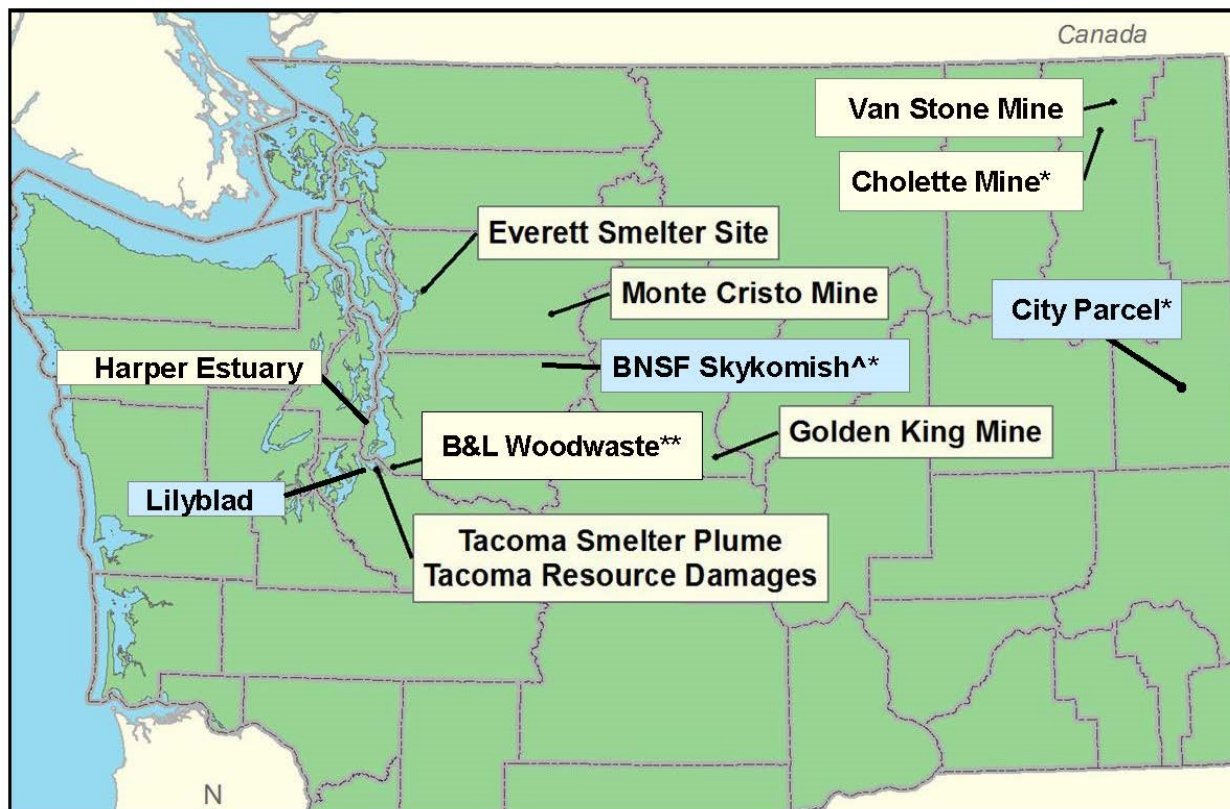 Canada
Van Stone Mine
Cholette Mine*
Everett Smelter Site
Monte Cristo Mine
City Parcel*
Harper Estuary
BNSF Skykomish^*
B&L Woodwaste**
Golden King Mine
Lilyblad
Tacoma Smelter Plume
Tacoma Resource Damages
N